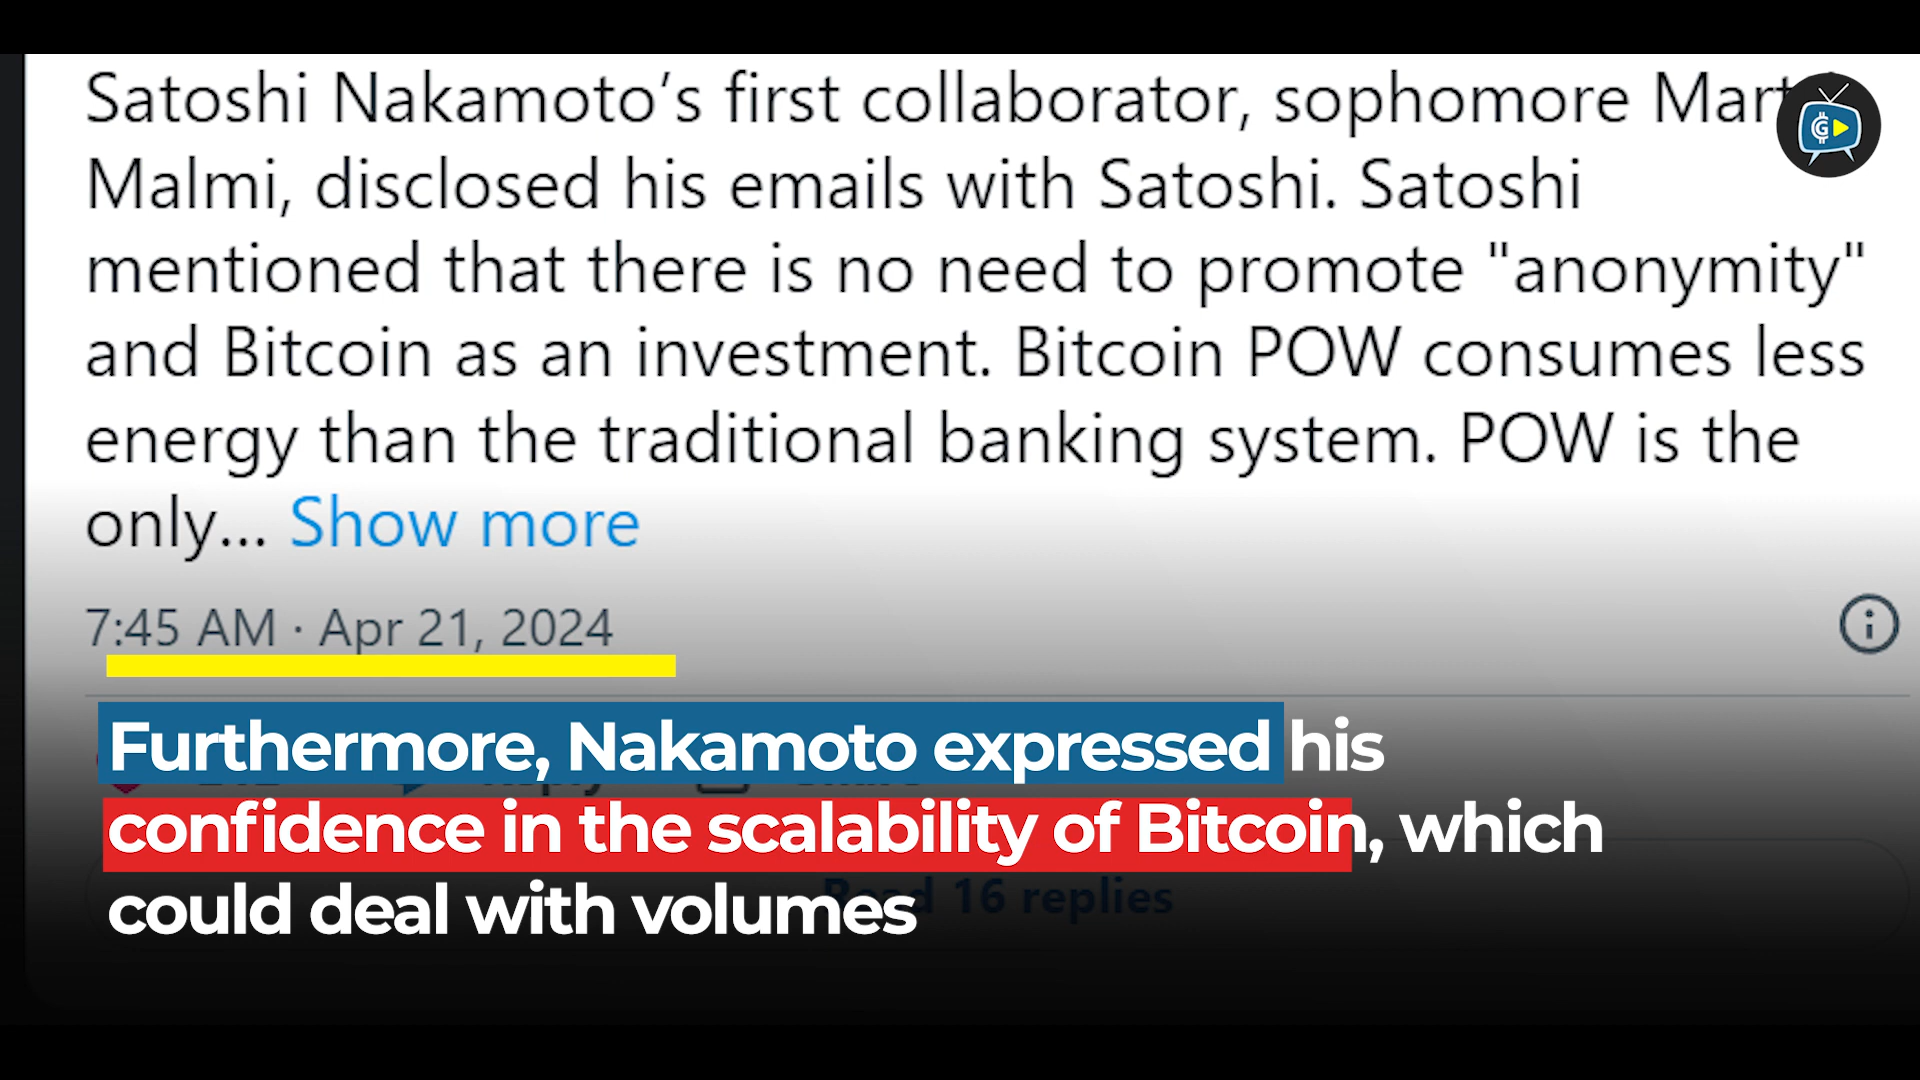 Satoshi Nakamoto’s first collaborator, sophomore
Malmi, disclosed his emails with Satoshi. Satoshi
mentioned that there is no need to promote "anonymity"
and Bitcoin as an investment. Bitcoin POW consumes less
energy than the traditional banking system. POW is the
only... Show more
7:45 AM · Apr 21, 2024
Furthermore, Nakamoto expressed his
confidence in the scalability of Bitcoin, which
could deal with volumes
Read 16 replies